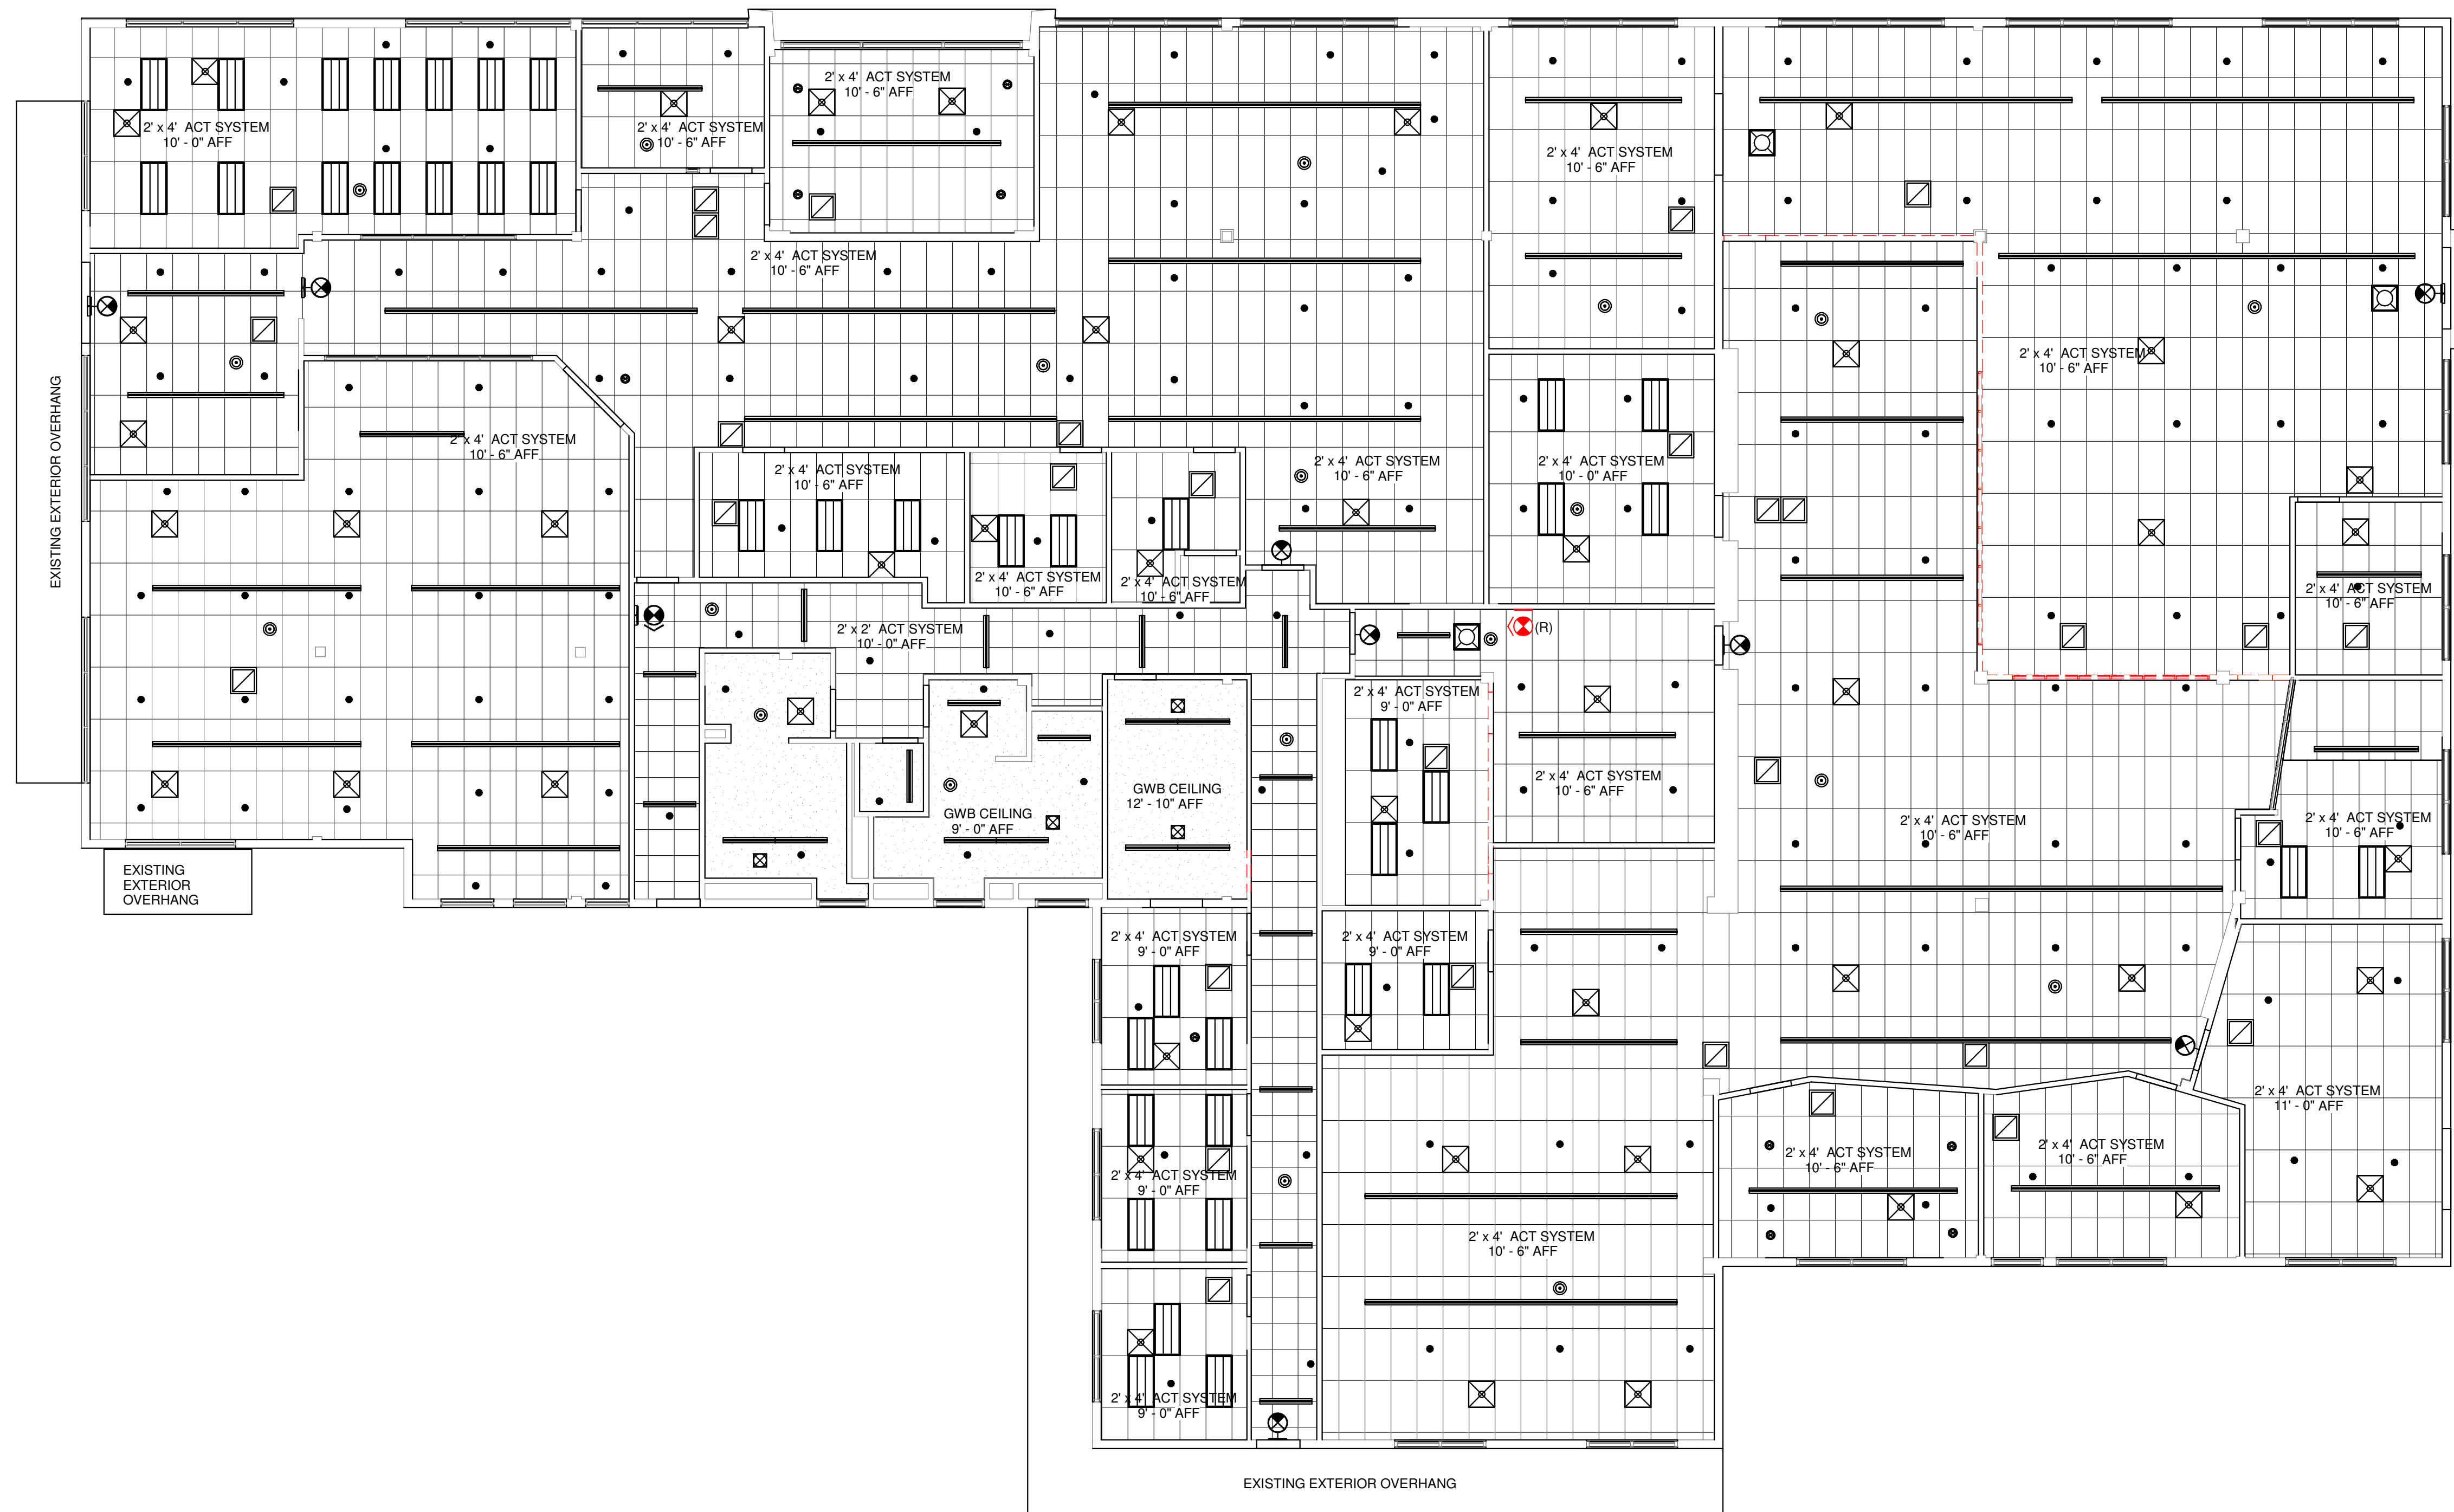 2' x 4' ACT SYSTEM
10' - 6" AFF
2' x 4' ACT SYSTEM
10' - 0" AFF
2' x 4' ACT SYSTEM
10' - 6" AFF
2' x 4' ACT SYSTEM
10' - 6" AFF
2' x 4' ACT SYSTEM
10' - 6" AFF
2' x 4' ACT SYSTEM
10' - 6" AFF
EXISTING EXTERIOR OVERHANG
2' x 4' ACT SYSTEM
10' - 6" AFF
2' x 4' ACT SYSTEM
10' - 6" AFF
2' x 4' ACT SYSTEM
10' - 6" AFF
2' x 4' ACT SYSTEM
10' - 0" AFF
2' x 4' ACT SYSTEM
10' - 6" AFF
2' x 4' ACT SYSTEM
10' - 6" AFF
2' x 4' ACT SYSTEM
10' - 6" AFF
2' x 2' ACT SYSTEM
10' - 0" AFF
(R)
2' x 4' ACT SYSTEM
9' - 0" AFF
2' x 4' ACT SYSTEM
10' - 6" AFF
GWB CEILING
12' - 10" AFF
GWB CEILING
9' - 0" AFF
2' x 4' ACT SYSTEM
10' - 6" AFF
2' x 4' ACT SYSTEM
10' - 6" AFF
EXISTING
EXTERIOR
OVERHANG
2' x 4' ACT SYSTEM
9' - 0" AFF
2' x 4' ACT SYSTEM
9' - 0" AFF
2' x 4' ACT SYSTEM
11' - 0" AFF
2' x 4' ACT SYSTEM
10' - 6" AFF
2' x 4' ACT SYSTEM
10' - 6" AFF
2' x 4' ACT SYSTEM
9' - 0" AFF
2' x 4' ACT SYSTEM
10' - 6" AFF
2' x 4' ACT SYSTEM
9' - 0" AFF
EXISTING EXTERIOR OVERHANG